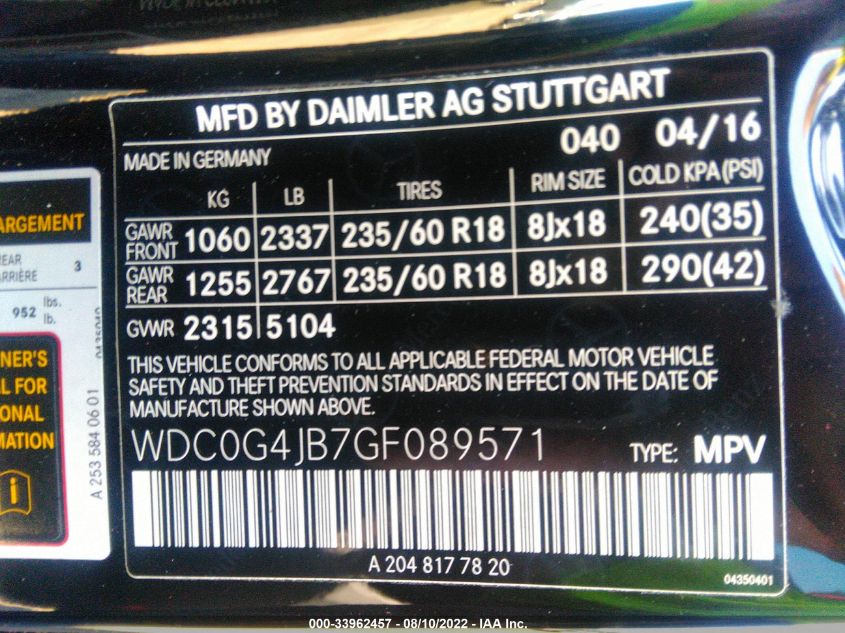 MFD BY DAIMLER AG STUTTGART
MADE IN GERMANY 040 04/16
KG LB TIRES RIM SIZE COLD KPA(PSI)
GAWR FRONT 1060 2337 235/60 R18 8Jx18 240(35)
GAWR REAR 1255 2767 235/60 R18 8Jx18 290(42)
GVWR 2315 5104
THIS VEHICLE CONFORMS TO ALL APPLICABLE FEDERAL MOTOR VEHICLE
SAFETY AND THEFT PREVENTION STANDARDS IN EFFECT ON THE DATE OF
MANUFACTURE SHOWN ABOVE.
WDC0G4JB7GF089571 TYPE: MPV
A 204 817 78 20
04350401
ARGEMENT
EAR
ARRIÈRE 3
952 lbs.
lb.
NER'S
L FOR
ONAL
MATION
i
A 253 584 06 01
000-33962457 - 08/10/2022 - IAA Inc.